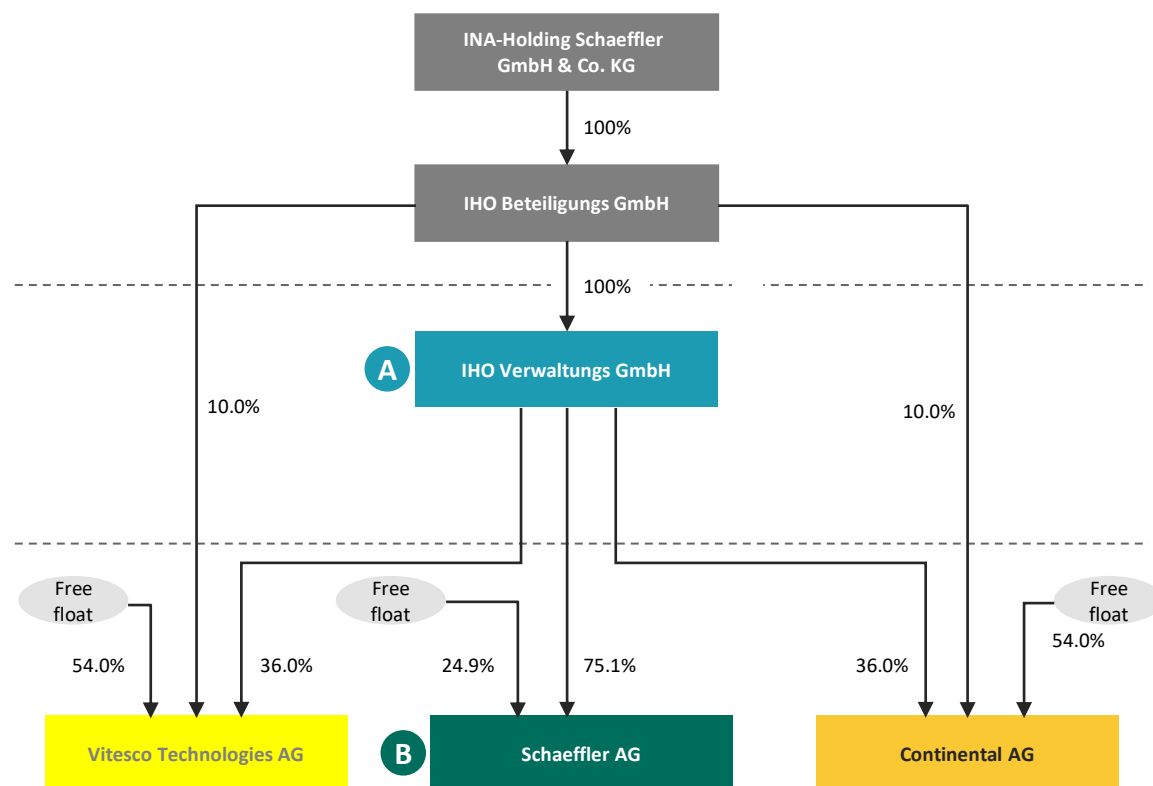 INA-Holding Schaeffler
GmbH & Co. KG
100%
IHO Beteiligungs GmbH
100%
A
IHO Verwaltungs GmbH
10.0%
10.0%
Free
float
Free
float
Free
float
54.0%
36.0%
24.9%
75.1%
36.0%
54.0%
Vitesco Technologies AG
B
Schaeffler AG
Continental AG